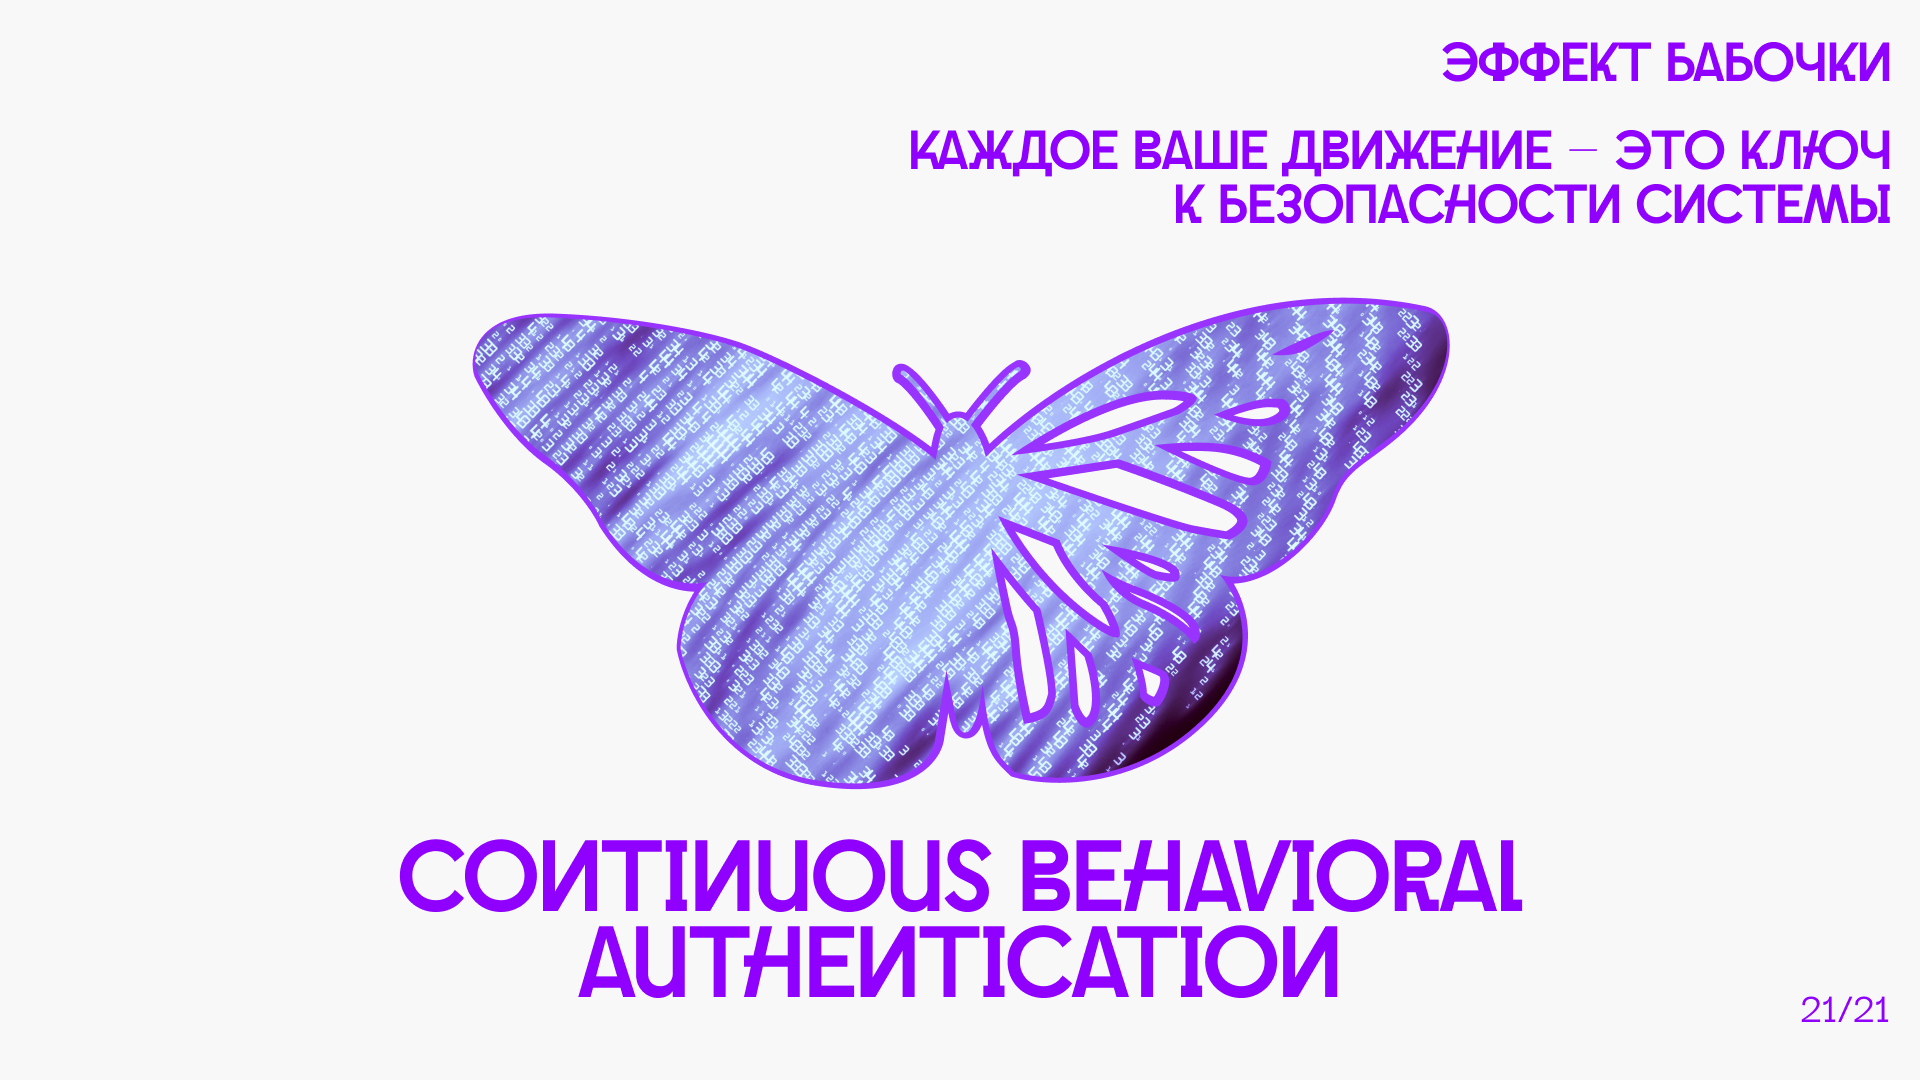 ЭФФЕКТ БАБОЧКИ
КАЖДОЕ ВАШЕ ДВИЖЕНИЕ — ЭТО КЛЮЧ
К БЕЗОПАСНОСТИ СИСТЕМЫ
CONTINUOUS BEHAVIORAL
AUTHENTICATION
21/21